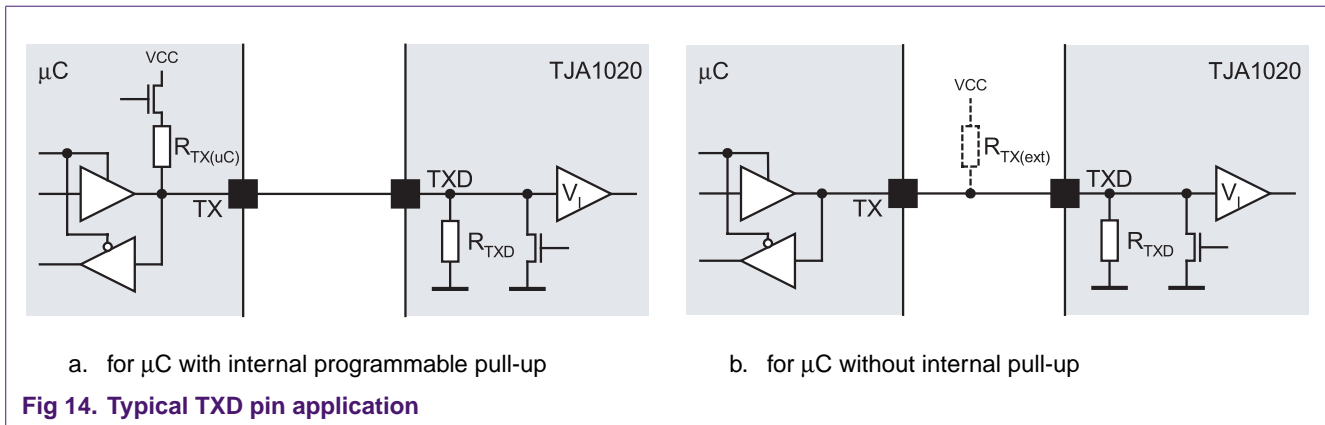 μC
VCC
R_TX(uC)
TX
TJA1020
TXD
R_TXD
V_I
a. for μC with internal programmable pull-up
μC
VCC
R_TX(ext)
TX
TJA1020
TXD
R_TXD
V_I
b. for μC without internal pull-up
Fig 14. Typical TXD pin application